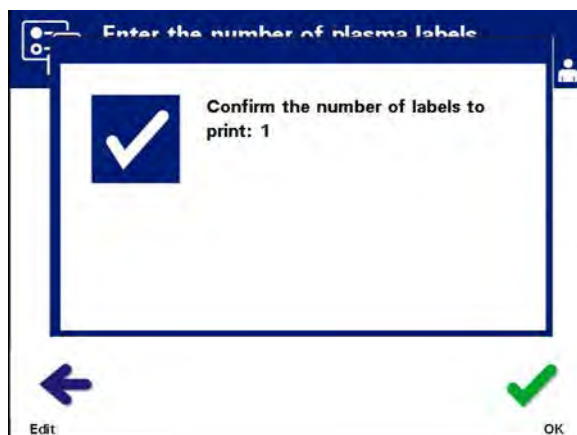 Enter the number of plasma labels
Confirm the number of labels to
print: 1
Edit
OK